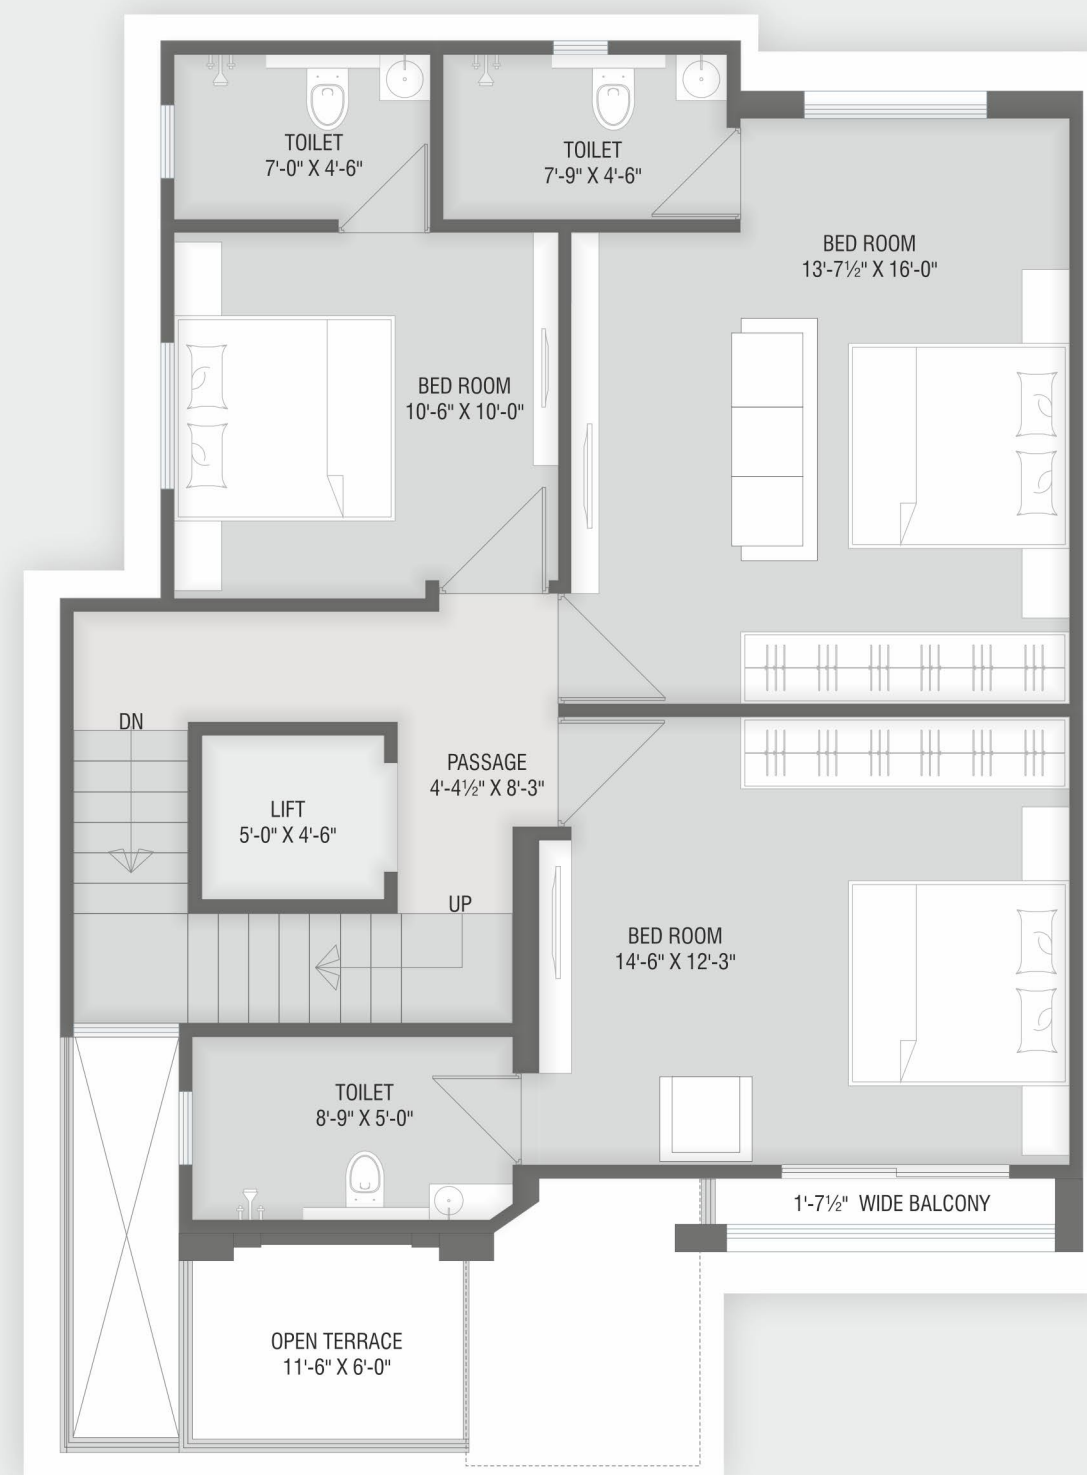 TOILET
7'-0" X 4'-6"
TOILET
7'-9" X 4'-6"
BED ROOM
13'-7½" X 16'-0"
BED ROOM
10'-6" X 10'-0"
DN
PASSAGE
4'-4½" X 8'-3"
LIFT
5'-0" X 4'-6"
UP
BED ROOM
14'-6" X 12'-3"
TOILET
8'-9" X 5'-0"
1'-7½" WIDE BALCONY
OPEN TERRACE
11'-6" X 6'-0"